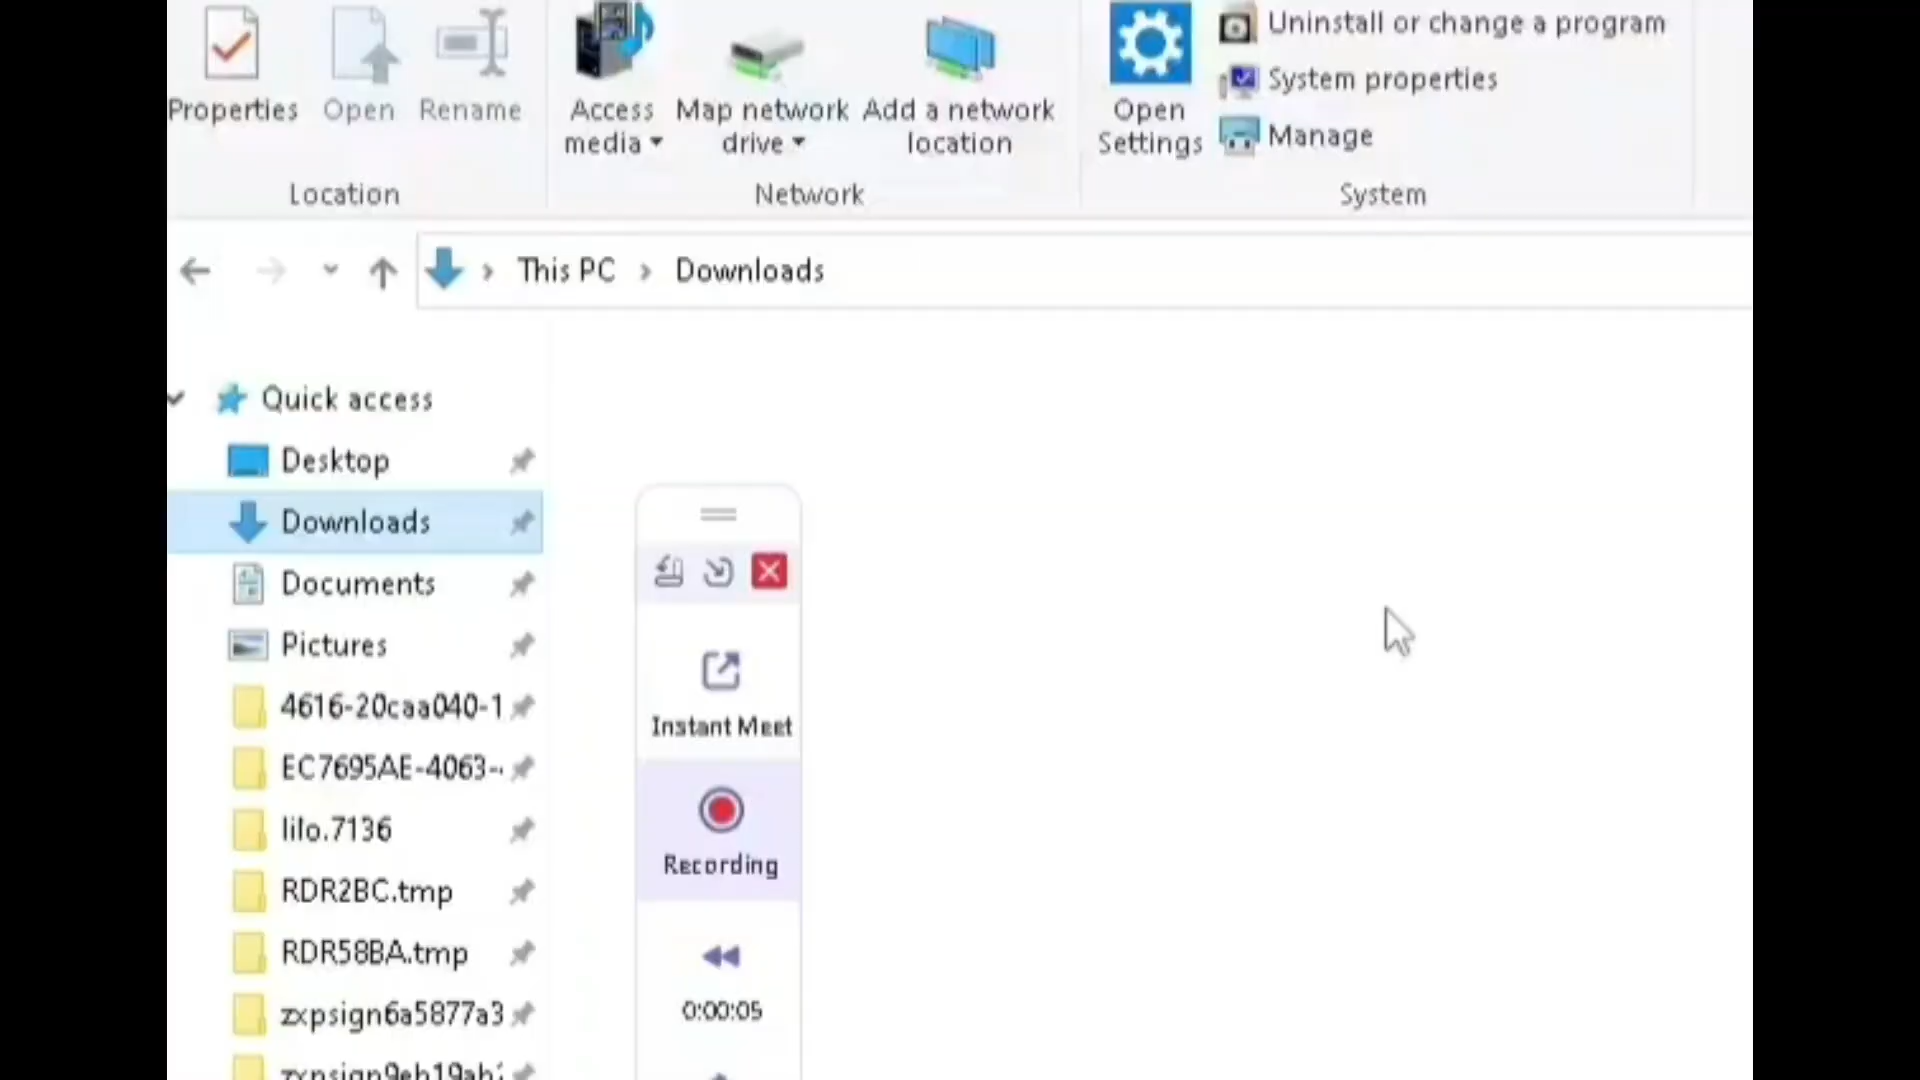 Uninstall or change a program
System properties
Manage
Properties
Open
Rename
Access
media
Map network
drive
Add a network
location
Open
Settings
Location
Network
System
This PC > Downloads
Quick access
Desktop
Downloads
Documents
Pictures
4616-20caa040-1
EC7695AE-4063-
lilo.7136
RDR2BC.tmp
RDR58BA.tmp
zxpsign6a5877a3
Instant Meet
Recording
0:00:05